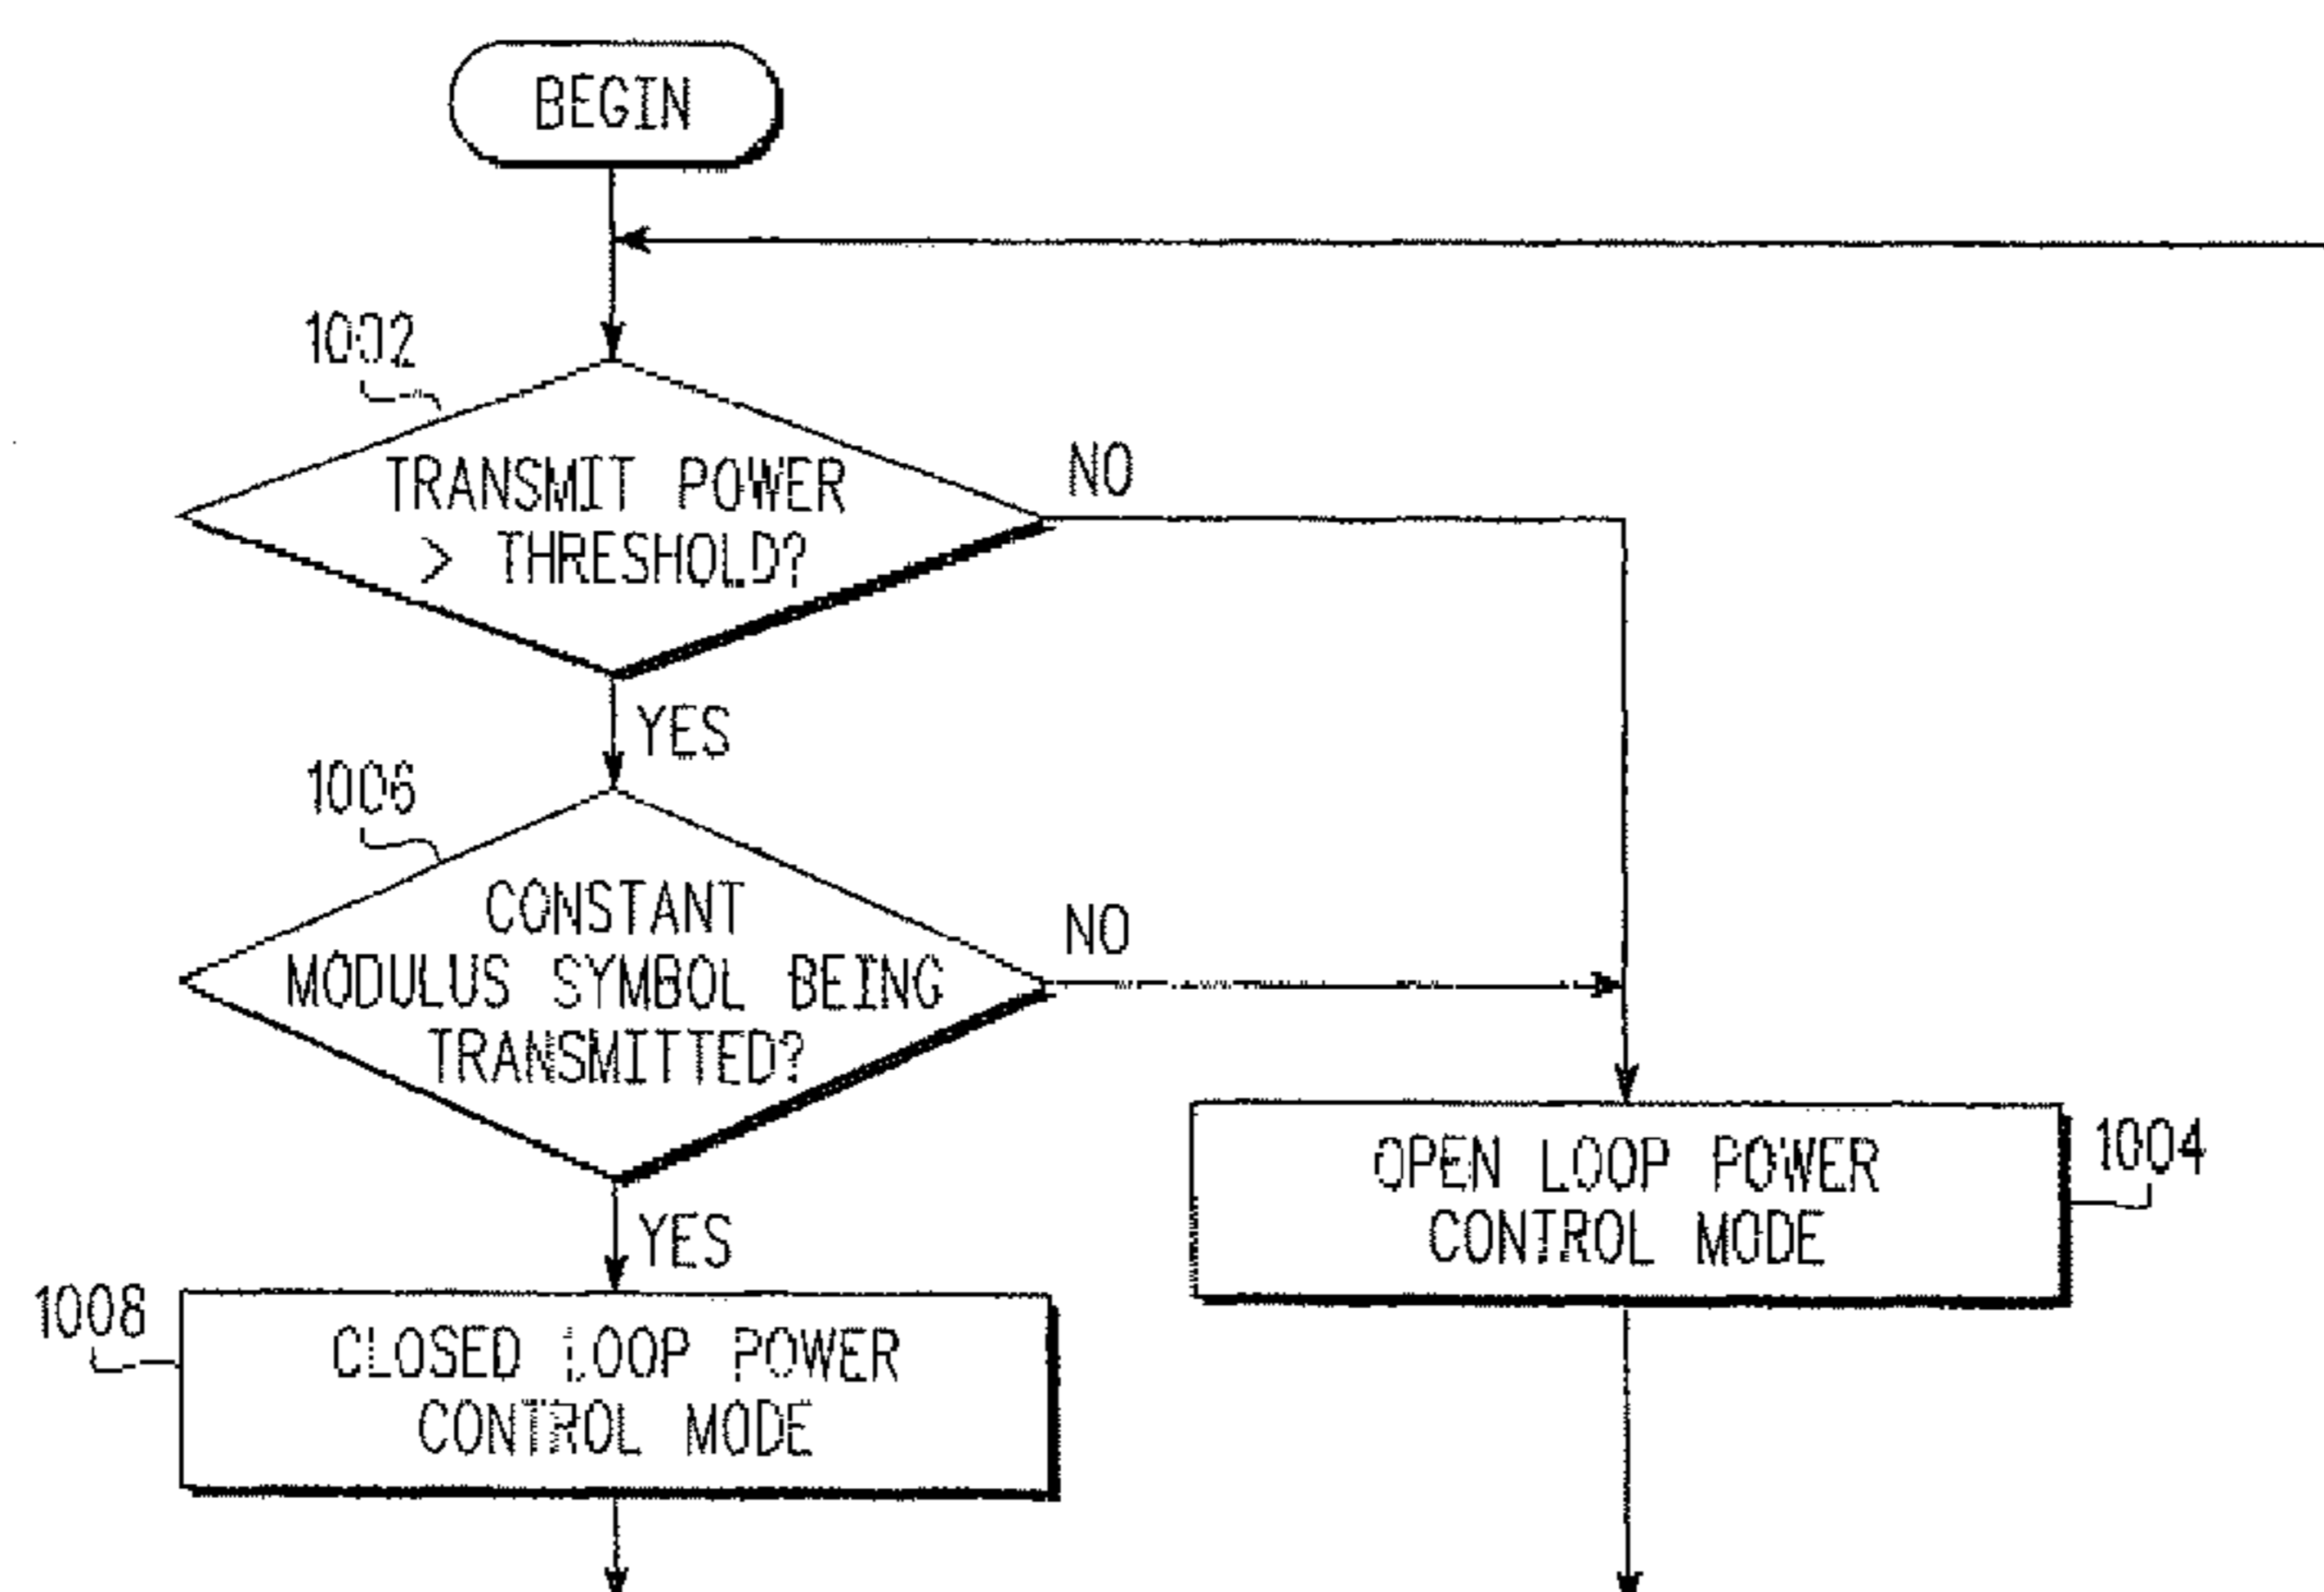 BEGIN
1002
TRANSMIT POWER
> THRESHOLD?
NO
YES
1006
CONSTANT
MODULUS SYMBOL BEING
TRANSMITTED?
NO
YES
OPEN LOOP POWER
CONTROL MODE
1004
1008
CLOSED LOOP POWER
CONTROL MODE